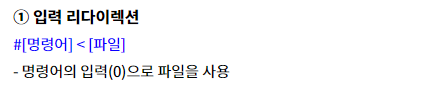 ① 입력 리다이렉션
#[명령어] < [파일]
- 명령어의 입력(0)으로 파일을 사용